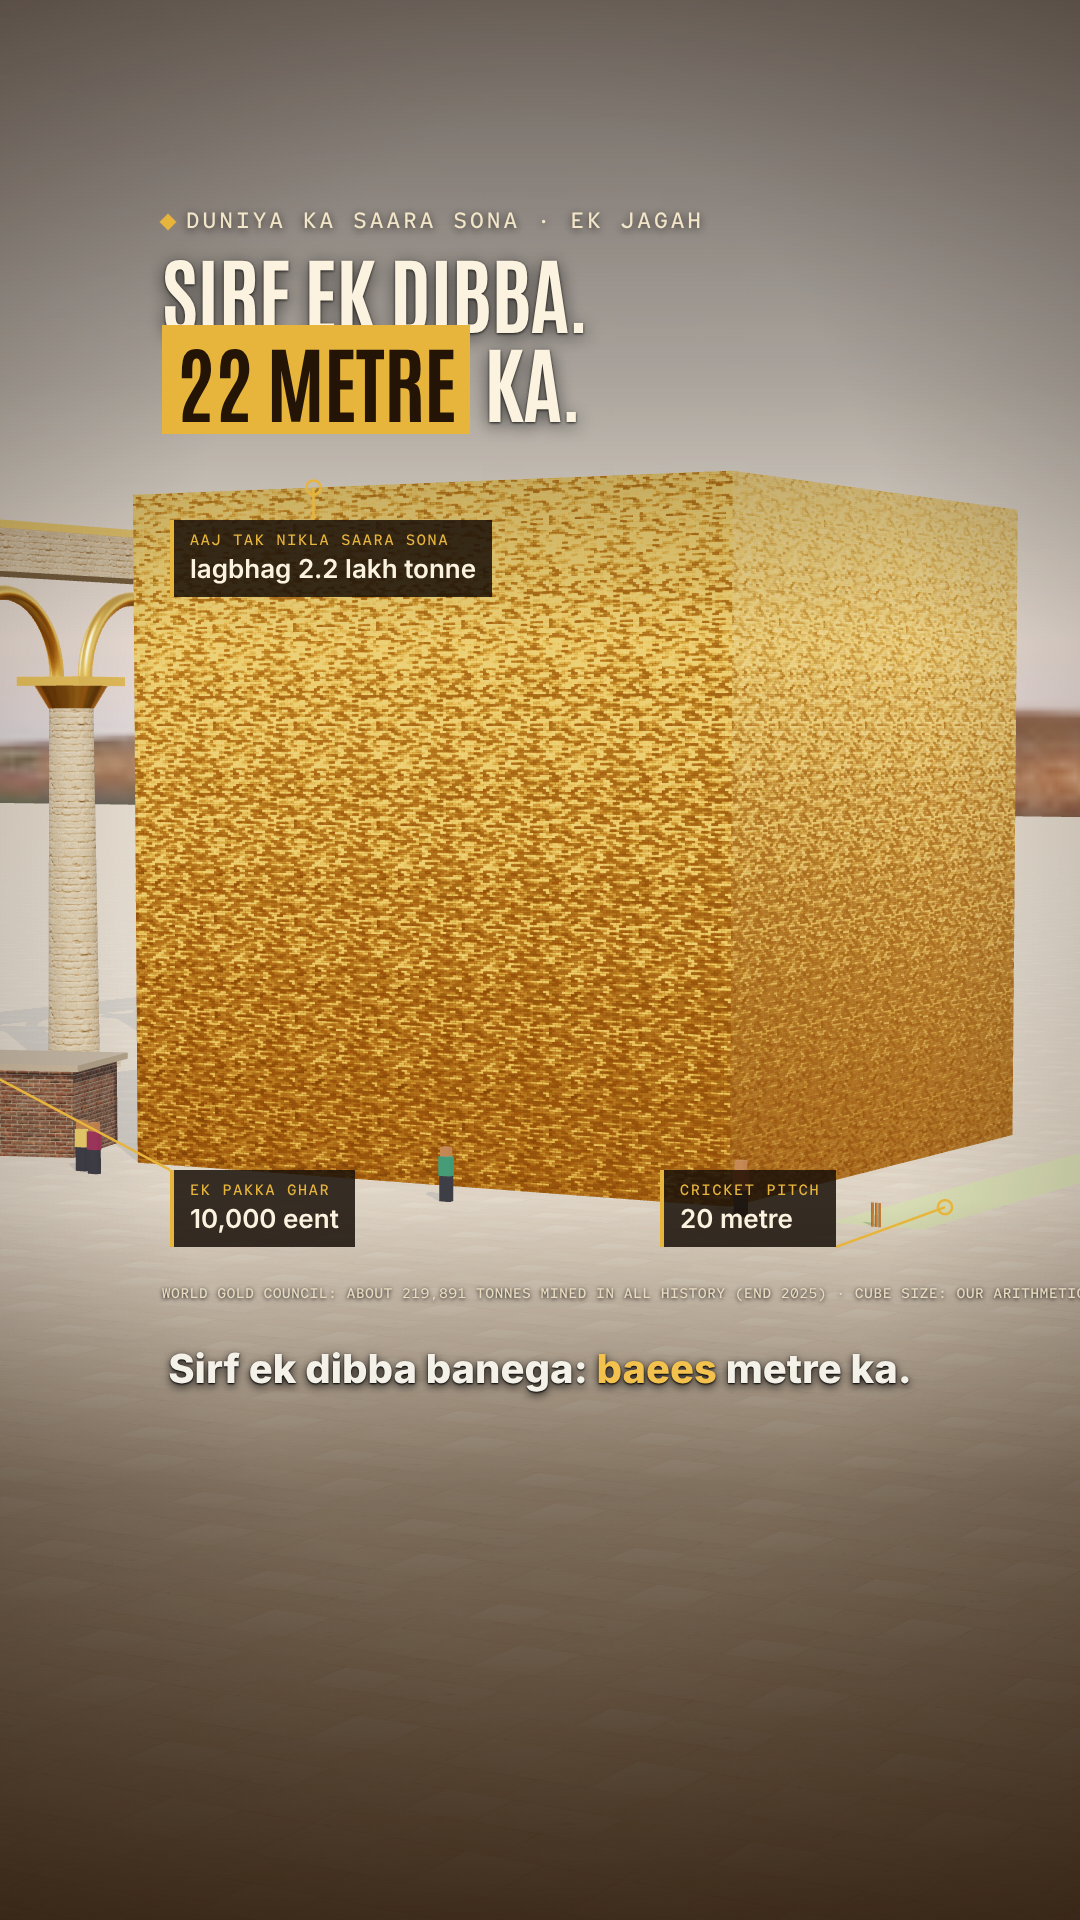 DUNIYA KA SAARA SONA · EK JAGAH
SIRF EK DIBBA.
22 METRE KA.
AAJ TAK NIKLA SAARA SONA
lagbhag 2.2 lakh tonne
EK PAKKA GHAR
10,000 eent
CRICKET PITCH
20 metre
WORLD GOLD COUNCIL: ABOUT 219,891 TONNES MINED IN ALL HISTORY (END 2025) · CUBE SIZE: OUR ARITHMETIC
Sirf ek dibba banega: baees metre ka.